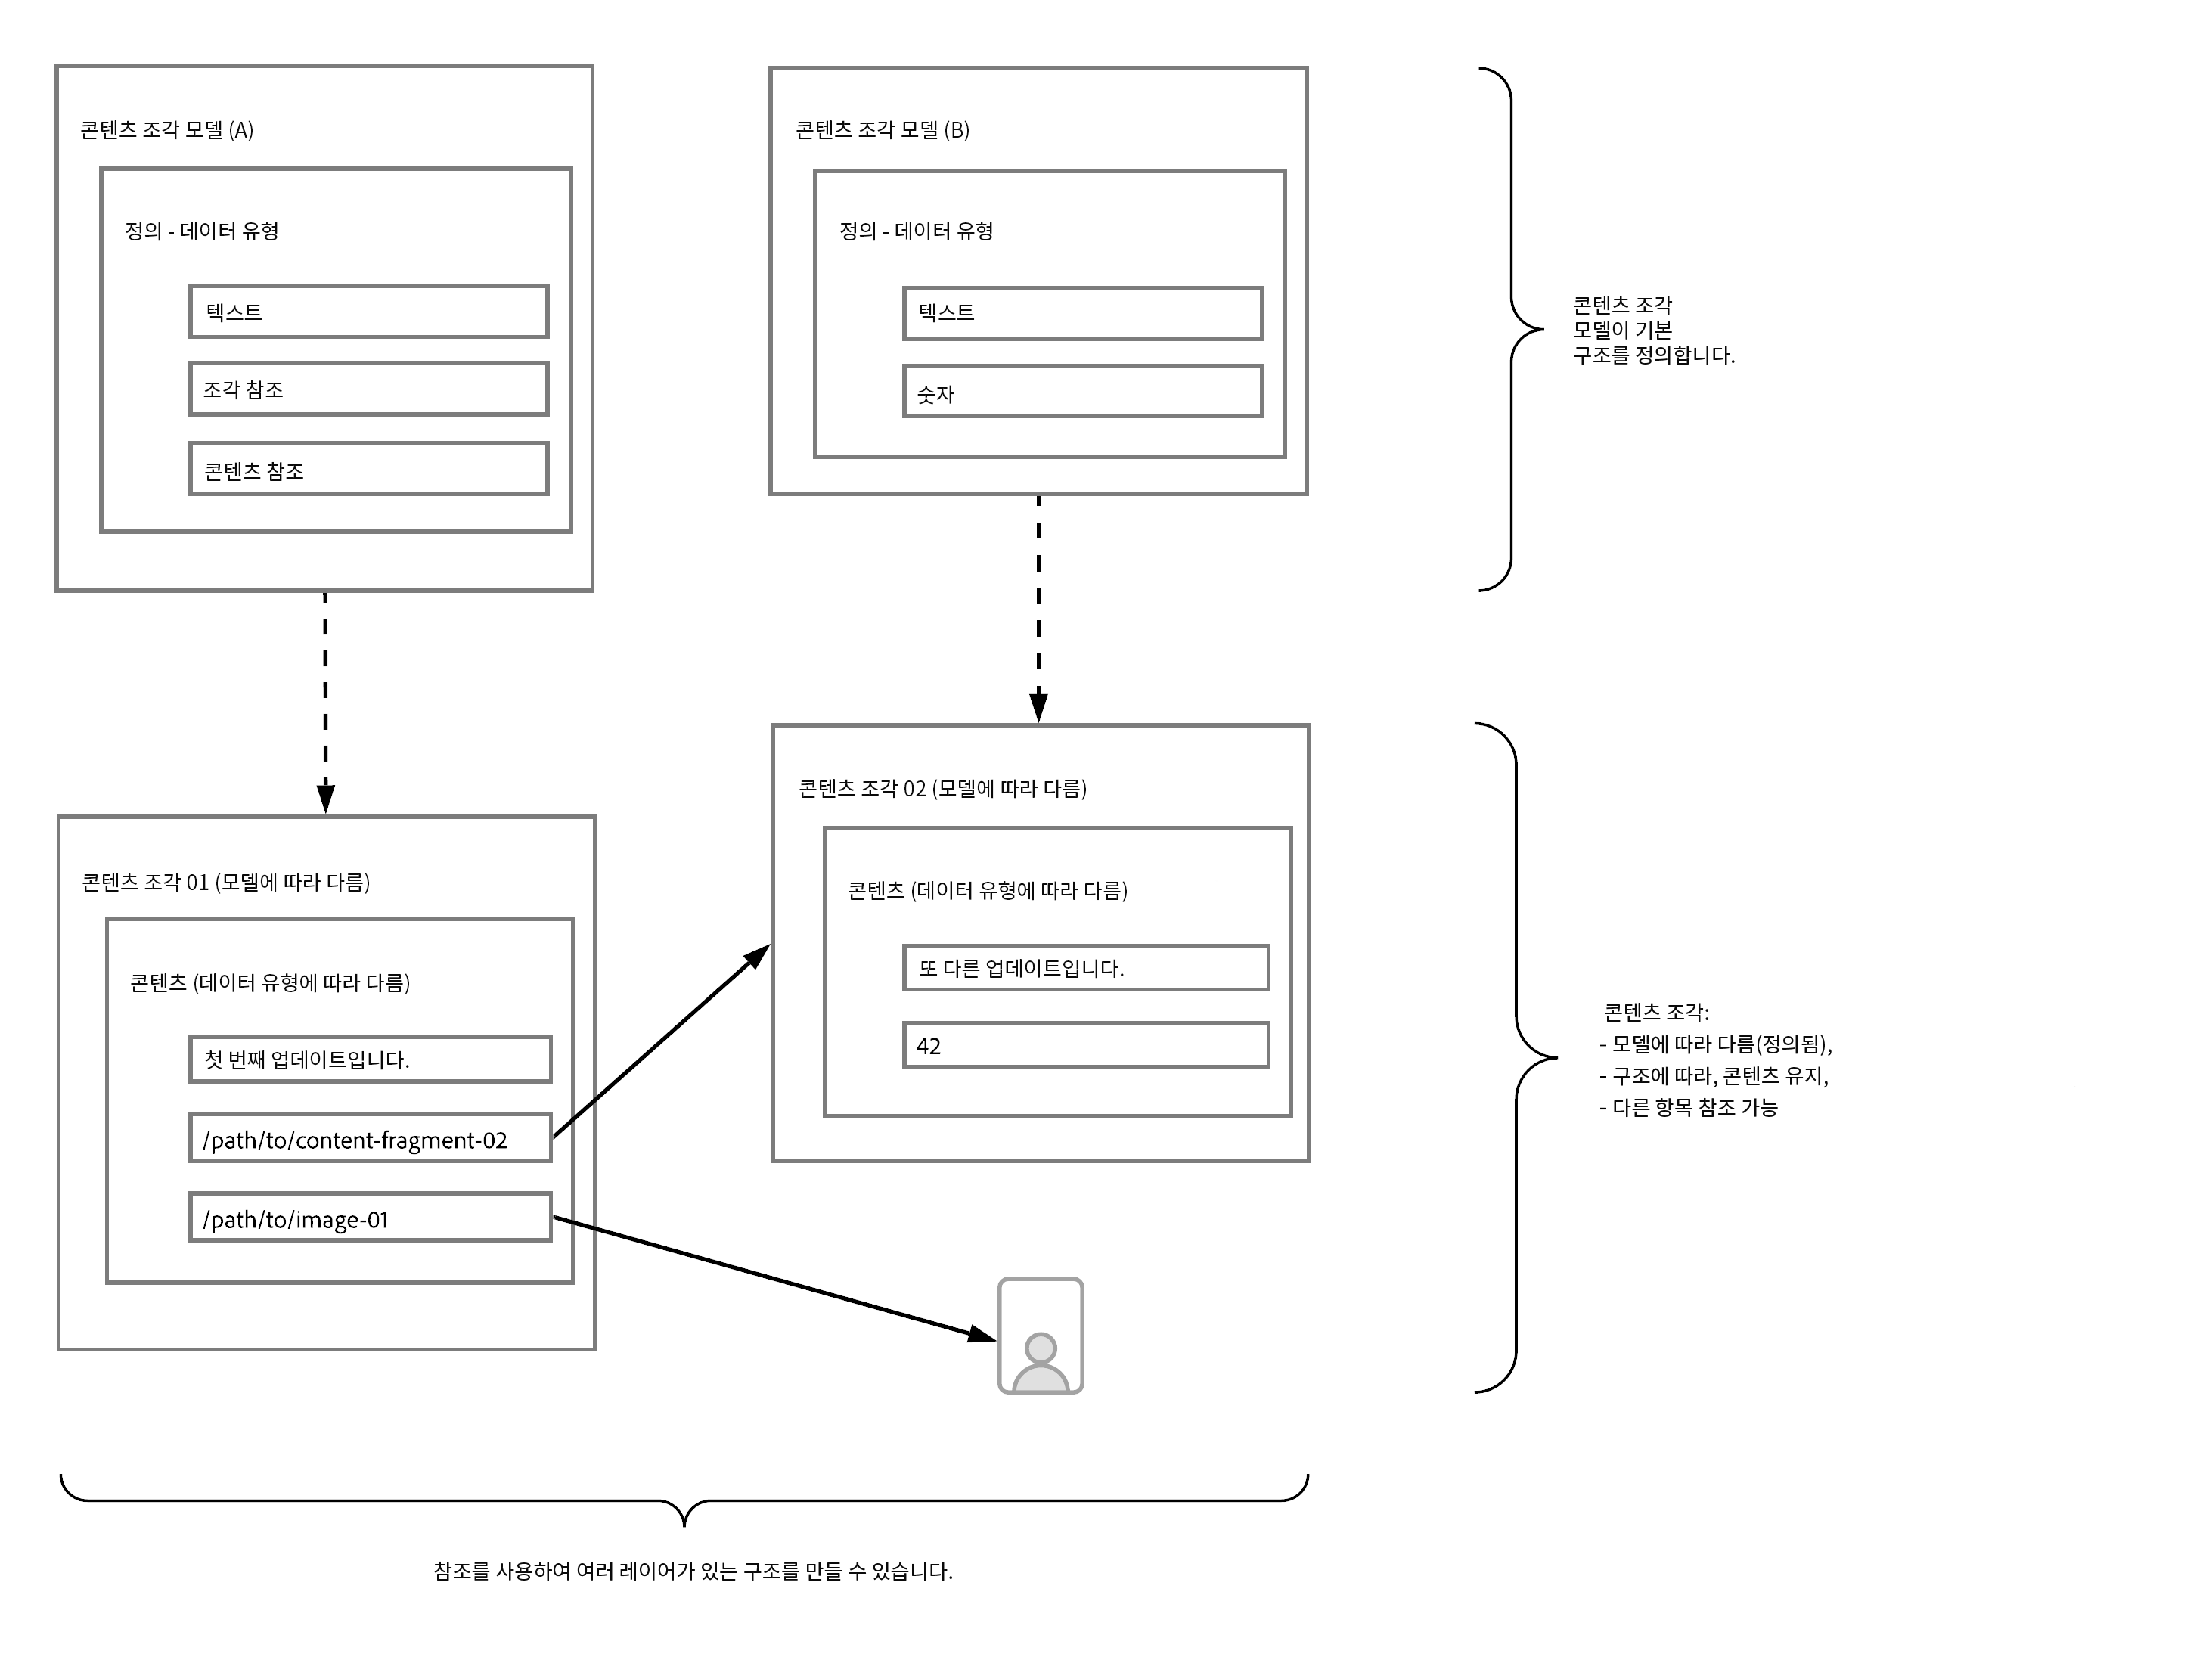 콘텐츠 조각 모델 (A)
정의 - 데이터 유형
텍스트
조각 참조
콘텐츠 참조
콘텐츠 조각 모델 (B)
정의 - 데이터 유형
텍스트
숫자
콘텐츠 조각
모델이 기본
구조를 정의합니다.
콘텐츠 조각 01 (모델에 따라 다름)
콘텐츠 (데이터 유형에 따라 다름)
첫 번째 업데이트입니다.
/path/to/content-fragment-02
/path/to/image-01
콘텐츠 조각 02 (모델에 따라 다름)
콘텐츠 (데이터 유형에 따라 다름)
또 다른 업데이트입니다.
42
콘텐츠 조각:
- 모델에 따라 다름(정의됨),
- 구조에 따라, 콘텐츠 유지,
- 다른 항목 참조 가능
참조를 사용하여 여러 레이어가 있는 구조를 만들 수 있습니다.